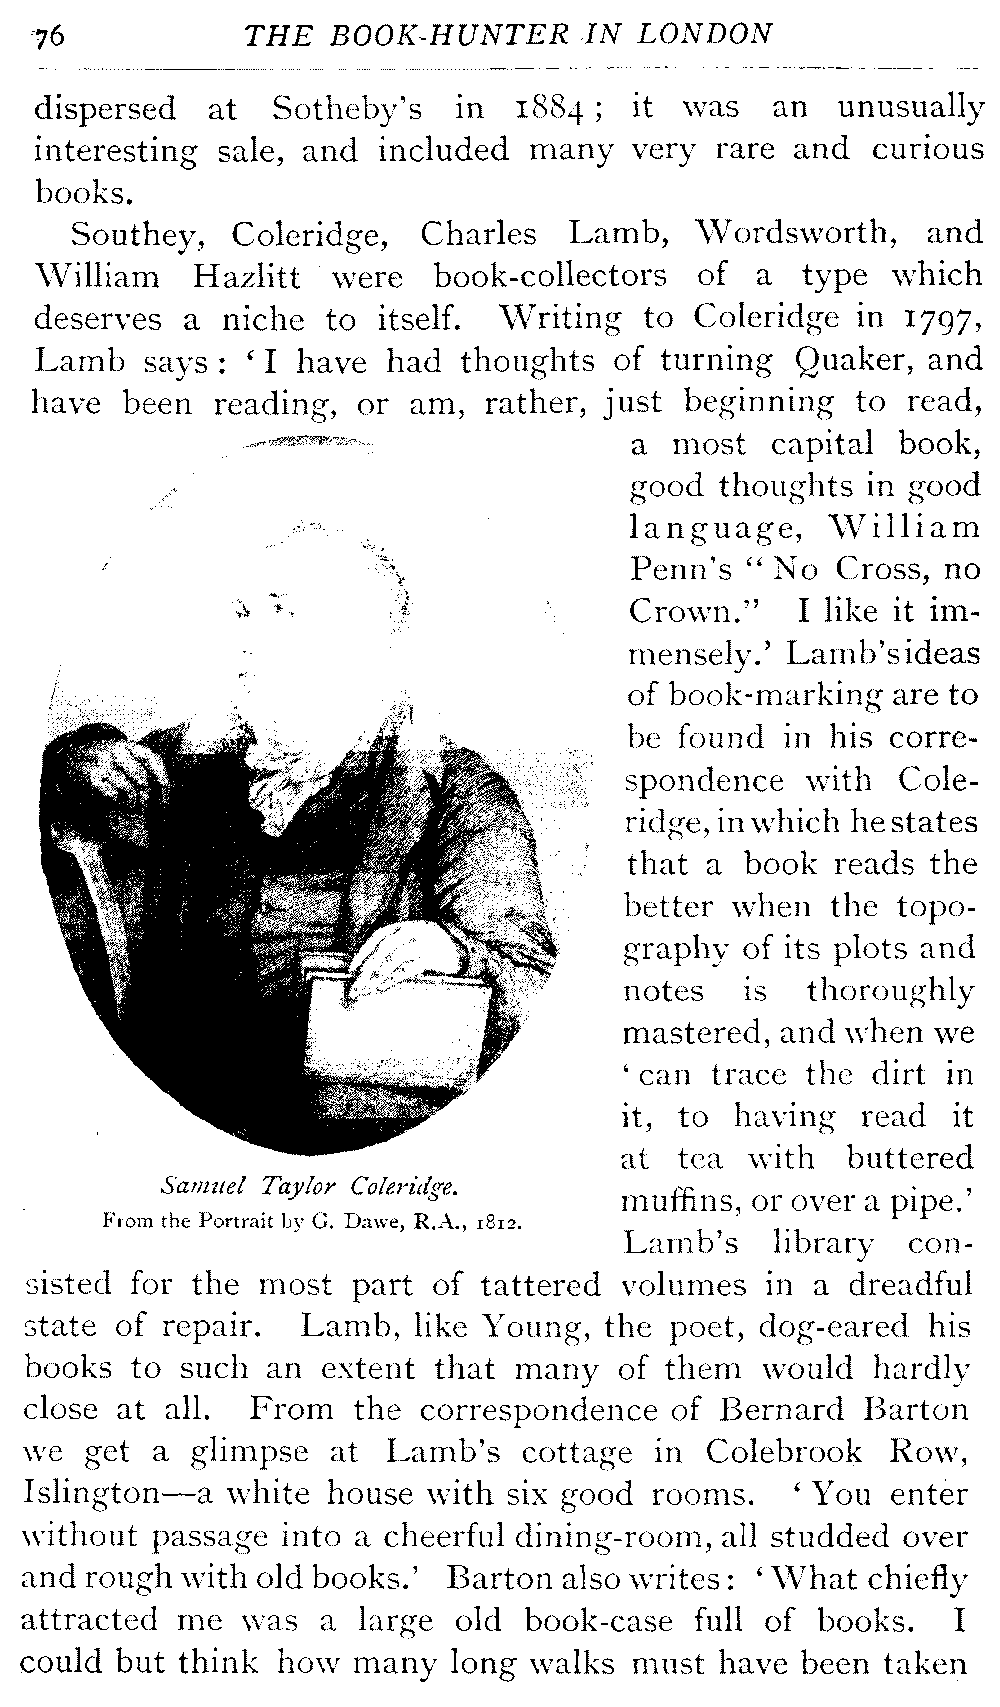 76 THE BOOK-HUNTER IN LONDON
dispersed at Sotheby's in 1884; it was an unusually
interesting sale, and included many very rare and curious
books.
Southey, Coleridge, Charles Lamb, Wordsworth, and
William Hazlitt were book-collectors of a type which
deserves a niche to itself. Writing to Coleridge in 1797,
Lamb says: 'I have had thoughts of turning Quaker, and
have been reading, or am, rather, just beginning to read,
a most capital book,
good thoughts in good
language, William
Penn's "No Cross, no
Crown." I like it im-
mensely.' Lamb's ideas
of book-marking are to
be found in his corre-
spondence with Cole-
ridge, in which he states
that a book reads the
better when the topo-
graphy of its plots and
notes is thoroughly
mastered, and when we
'can trace the dirt in
it, to having read it
at tea with buttered
muffins, or over a pipe.'
Lamb's library con-
Samuel Taylor Coleridge.
From the Portrait by G. Dawe, R.A., 1812.
sisted for the most part of tattered volumes in a dreadful
state of repair. Lamb, like Young, the poet, dog-eared his
books to such an extent that many of them would hardly
close at all. From the correspondence of Bernard Barton
we get a glimpse at Lamb's cottage in Colebrook Row,
Islington—a white house with six good rooms. 'You enter
without passage into a cheerful dining-room, all studded over
and rough with old books.' Barton also writes: 'What chiefly
attracted me was a large old book-case full of books. I
could but think how many long walks must have been taken